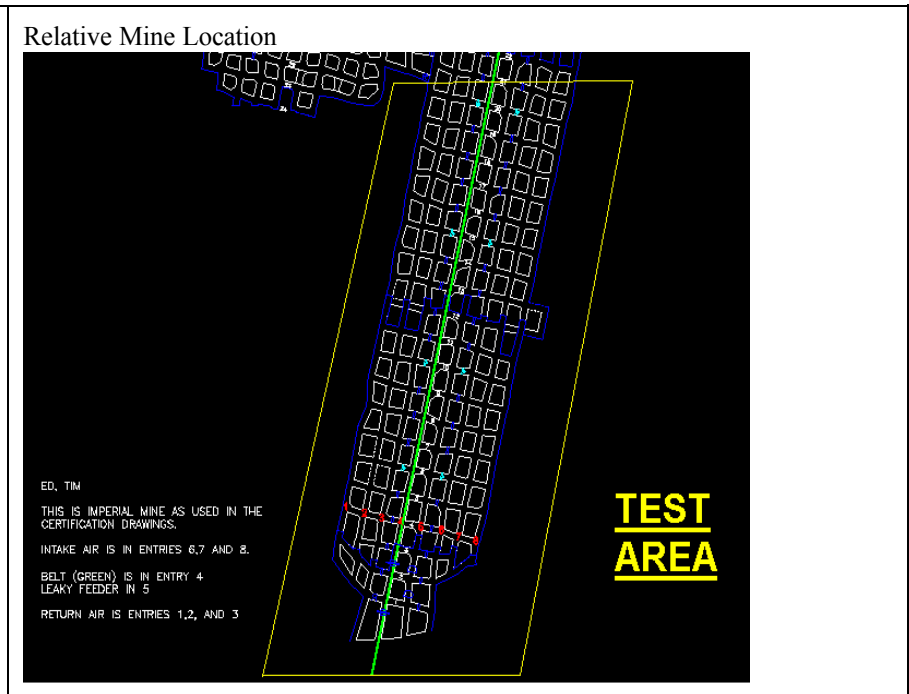 Relative Mine Location
ED, TIM
THIS IS IMPERIAL MINE AS USED IN THE
CERTIFICATION DRAWINGS.
INTAKE AIR IS IN ENTRIES 6,7 AND 8.
BELT (GREEN) IS IN ENTRY 4
LEAKY FEEDER IN 5
RETURN AIR IS ENTRIES 1,2, AND 3
TEST
AREA